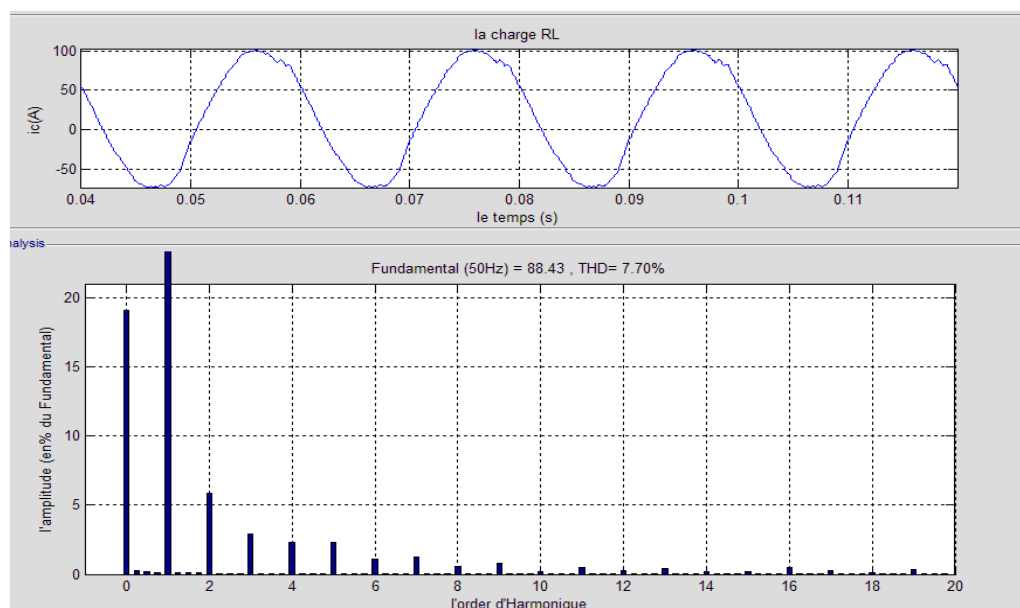 la charge RL
ic(A)
100
50
0
-50
0.04 0.05 0.06 0.07 0.08 0.09 0.1 0.11
le temps (s)
nalysis
Fundamental (50Hz) = 88.43 , THD= 7.70%
l'amplitude (en% du Fundamental)
20
15
10
5
0
0 2 4 6 8 10 12 14 16 18 20
l'order d'Harmonique